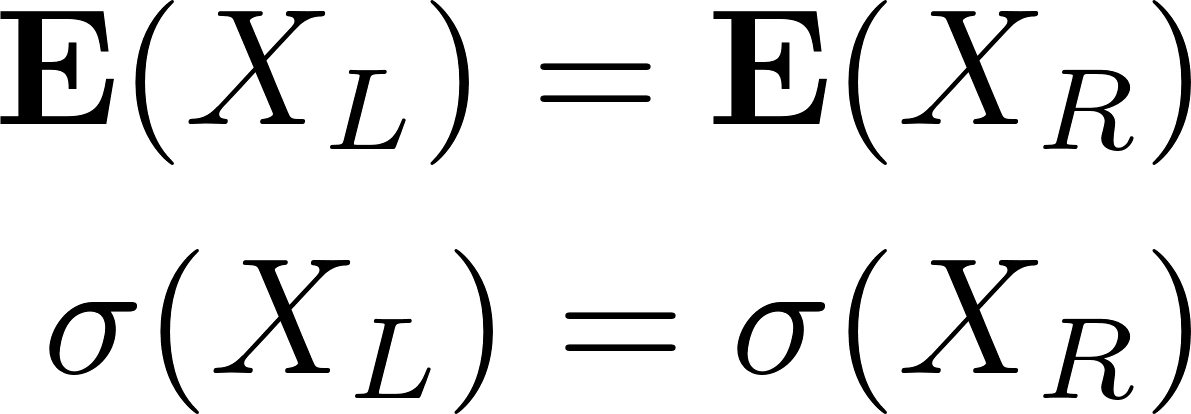 𝐄(X_L) = 𝐄(X_R)
σ(X_L) = σ(X_R)